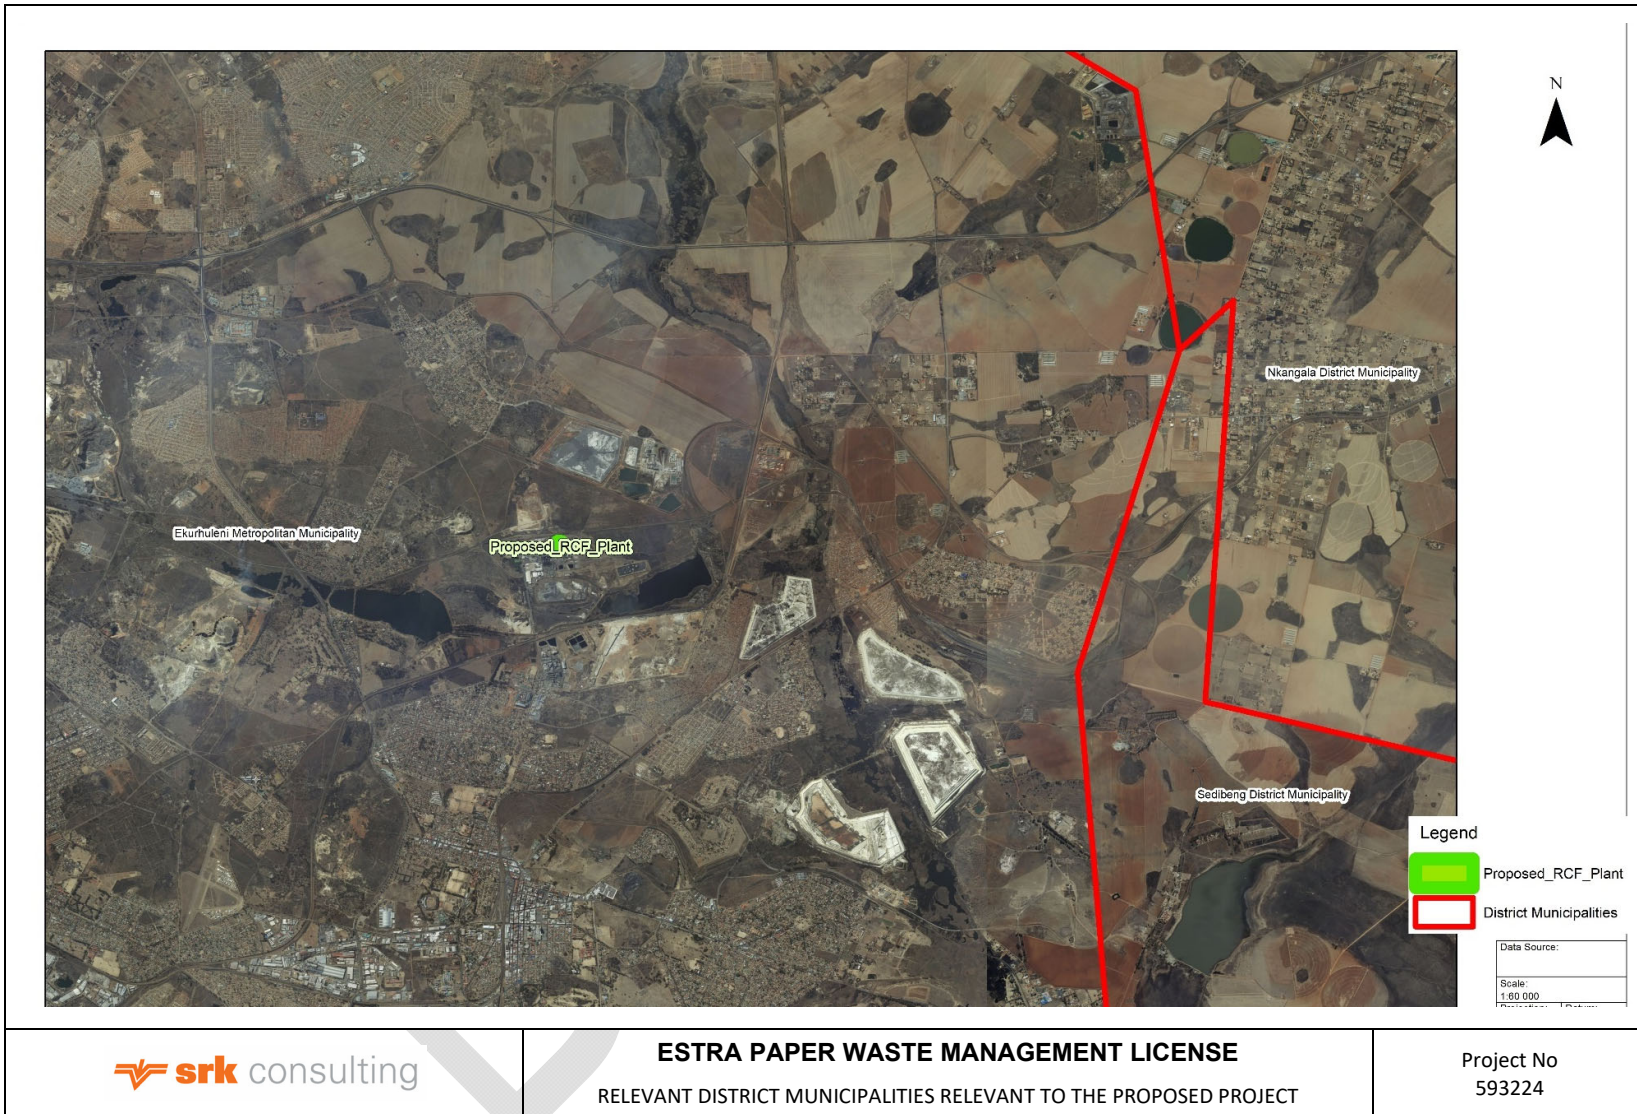 N
Nkangala District Municipality
Ekurhuleni Metropolitan Municipality
Proposed_RCF_Plant
Sedibeng District Municipality
Legend
Proposed_RCF_Plant
District Municipalities
Data Source:
Scale:
1:60 000
srk consulting
ESTRA PAPER WASTE MANAGEMENT LICENSE
RELEVANT DISTRICT MUNICIPALITIES RELEVANT TO THE PROPOSED PROJECT
Project No
593224